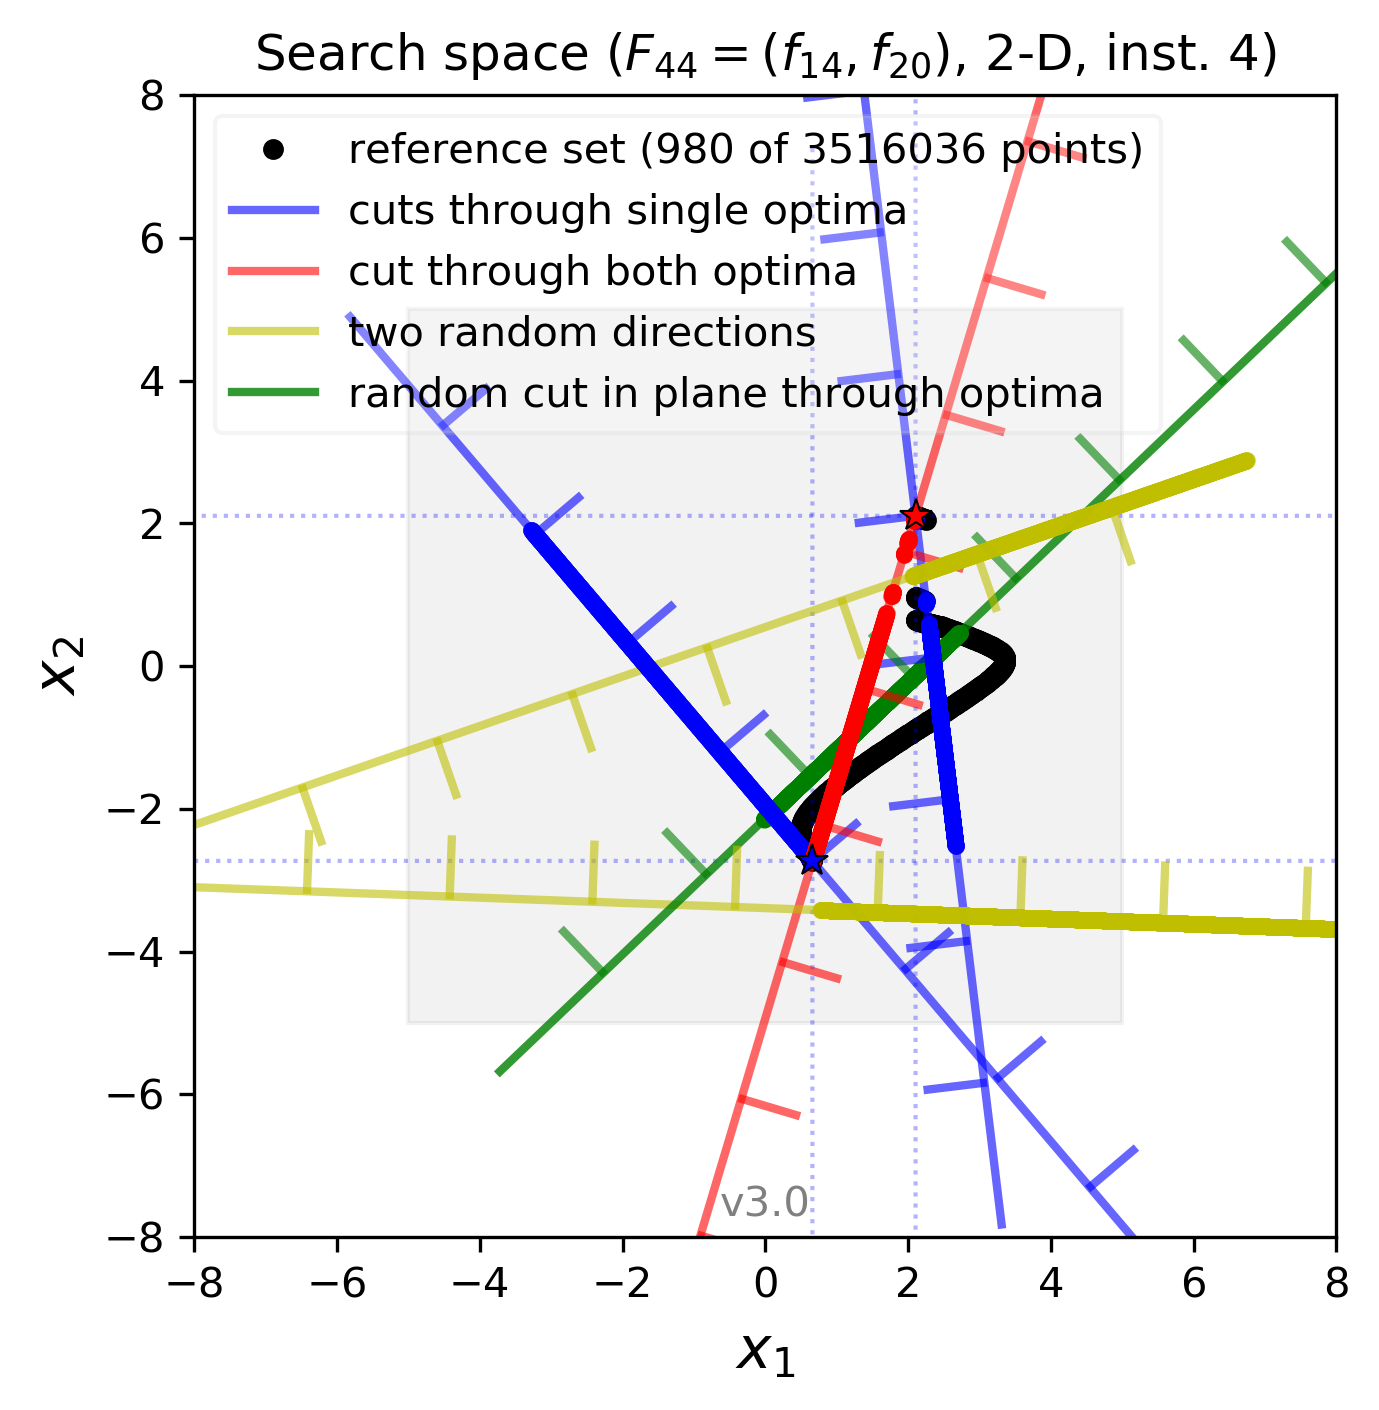 Search space (F44 = (f14, f20), 2-D, inst. 4)
reference set (980 of 3516036 points)
cuts through single optima
cut through both optima
two random directions
random cut in plane through optima
8
6
4
2
0
−2
−4
−6
−8
x2
v3.0
−8 −6 −4 −2 0 2 4 6 8
x1